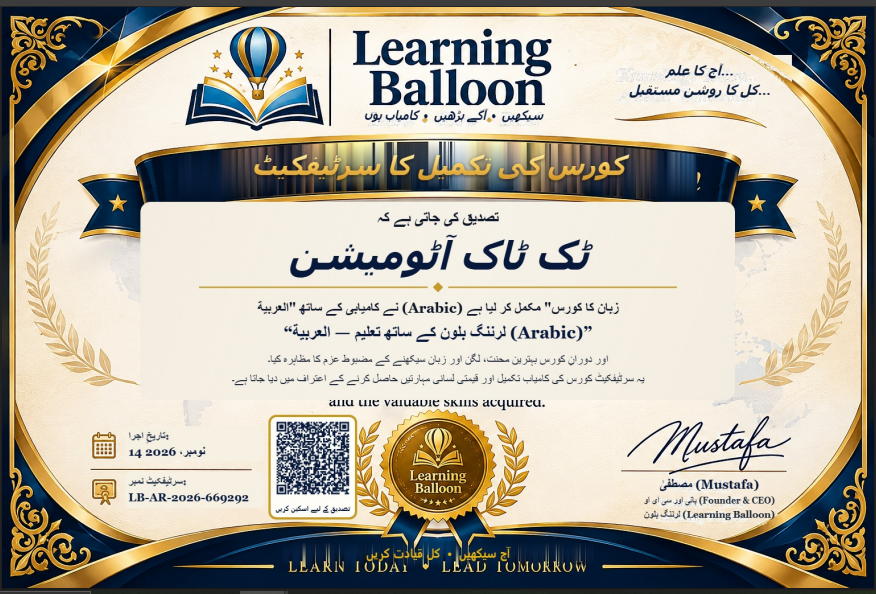 Learning
Balloon
سیکھیں • آگے بڑھیں • کامیاب ہوں
آج کا علم...
کل کا روشن مستقبل...
کورس کی تکمیل کا سرٹیفکیٹ
تصدیق کی جاتی ہے کہ
ٹک ٹاک آٹومیشن
زبان کا کورس" مکمل کر لیا ہے (Arabic) نے کامیابی کے ساتھ "العربية
”(Arabic) لرننگ بلون کے ساتھ تعلیم — العربية“
اور دورانِ کورس بہترین محنت، لگن اور زبان سیکھنے کے مضبوط عزم کا مظاہرہ کیا۔
یہ سرٹیفکیٹ کورس کی کامیاب تکمیل اور قیمتی لسانی مہارتیں حاصل کرنے کے اعتراف میں دیا جاتا ہے۔
and the valuable skills acquired.
تاریخِ اجرا:
14 نومبر، 2026
سرٹیفکیٹ نمبر:
LB-AR-2026-669292
تصدیق کے لیے اسکین کریں
Learning
Balloon
Mustafa
مصطفیٰ (Mustafa)
بانی اور سی ای او (Founder & CEO)
لرننگ بلون (Learning Balloon)
آج سیکھیں • کل قیادت کریں
LEARN TODAY • LEAD TOMORROW